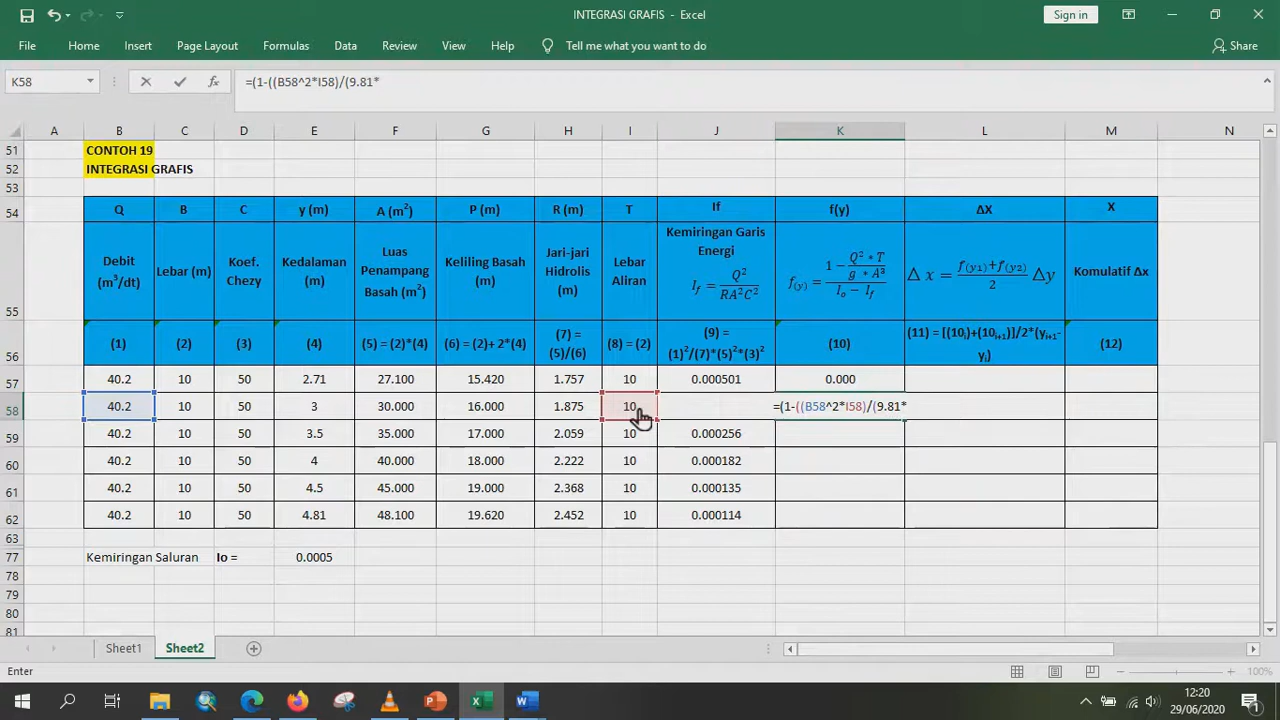 INTEGRASI GRAFIS - Excel
Sign in
File Home Insert Page Layout Formulas Data Review View Help Tell me what you want to do Share
K58 fx =(1-((B58^2*I58)/(9.81*
A B C D E F G H I J K L M N
51 CONTOH 19
52 INTEGRASI GRAFIS
53
54 Q B C y (m) A (m²) P (m) R (m) T If f(y) ΔX X
55 Debit (m³/dt) Lebar (m) Koef. Chezy Kedalaman (m) Luas Penampang Basah (m²) Keliling Basah (m) Jari-jari Hidrolis (m) Lebar Aliran Kemiringan Garis Energi I_f = Q²/RA²C² f_(y) = (1 − Q² * T/g * A³)/(I_o − I_f) Δ x = (f_(y1)+f_(y2))/2 Δy Komulatif Δx
56 (1) (2) (3) (4) (5) = (2)*(4) (6) = (2)+ 2*(4) (7) = (5)/(6) (8) = (2) (9) = (1)²/(7)*(5)²*(3)² (10) (11) = [(10i)+(10i+1)]/2*(yi+1-yi) (12)
57 40.2 10 50 2.71 27.100 15.420 1.757 10 0.000501 0.000
58 40.2 10 50 3 30.000 16.000 1.875 10 =(1-((B58^2*I58)/(9.81*
59 40.2 10 50 3.5 35.000 17.000 2.059 10 0.000256
60 40.2 10 50 4 40.000 18.000 2.222 10 0.000182
61 40.2 10 50 4.5 45.000 19.000 2.368 10 0.000135
62 40.2 10 50 4.81 48.100 19.620 2.452 10 0.000114
63
77 Kemiringan Saluran Io = 0.0005
78
79
80
81
Sheet1 Sheet2
Enter 100%
12:20
29/06/2020